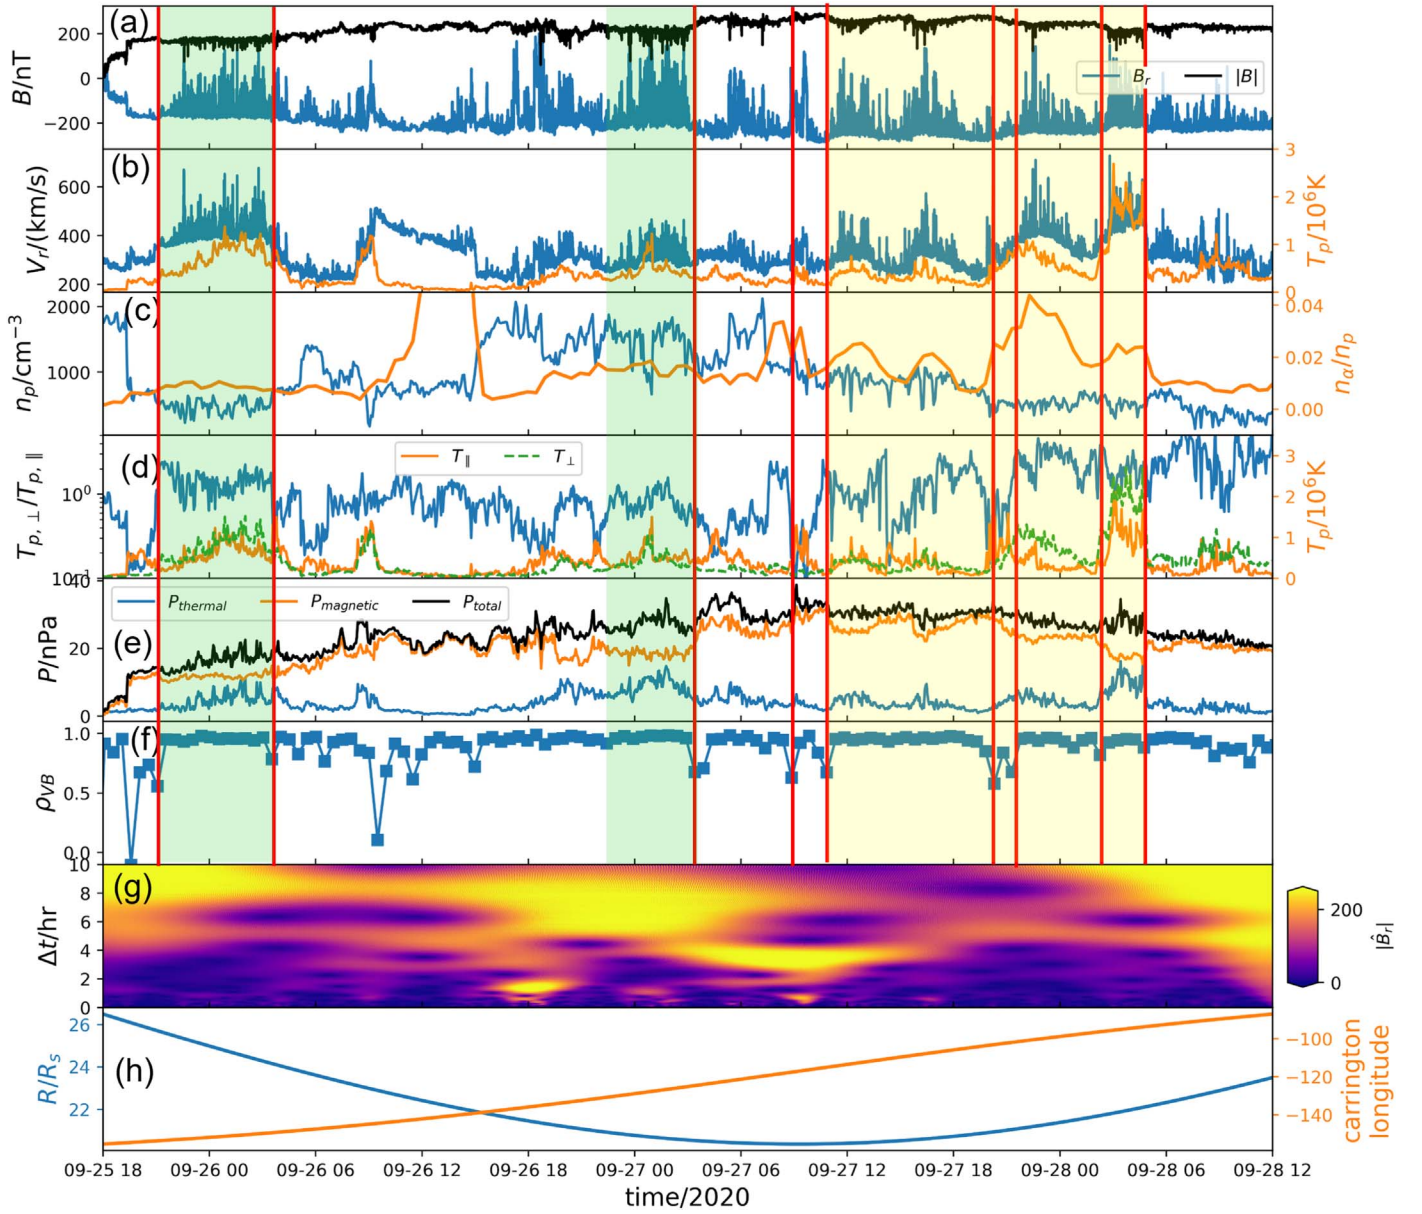 (a)
B/nT
200
0
−200
B_r
|B|
(b)
V_r/(km/s)
600
400
200
3
2
1
0
T_p/10^6K
(c)
n_p/cm^−3
2000
1000
0.04
0.02
0.00
n_α/n_p
(d)
T_p,⊥/T_p,∥
10^0
10^-1
T_∥
T_⊥
3
2
1
0
T_p/10^6K
(e)
P/nPa
40
20
0
P_thermal
P_magnetic
P_total
(f)
ρ_VB
1.0
0.5
0.0
(g)
Δt/hr
10
8
6
4
2
0
200
0
|B̂_r|
(h)
R/R_s
26
24
22
−100
−120
−140
carrington
longitude
09-25 18
09-26 00
09-26 06
09-26 12
09-26 18
09-27 00
09-27 06
09-27 12
09-27 18
09-28 00
09-28 06
09-28 12
time/2020